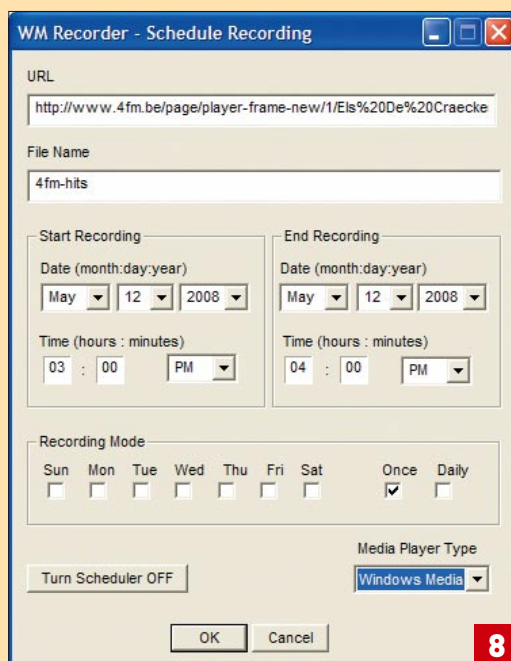 WM Recorder - Schedule Recording
URL
http://www.4fm.be/page/player-frame-new/1/Els%20De%20Craecke
File Name
4fm-hits
Start Recording
Date (month:day:year)
May 12 2008
Time (hours : minutes)
03 : 00 PM
End Recording
Date (month:day:year)
May 12 2008
Time (hours : minutes)
04 : 00 PM
Recording Mode
Sun Mon Tue Wed Thu Fri Sat Once Daily
Media Player Type
Turn Scheduler OFF Windows Media
OK Cancel
8